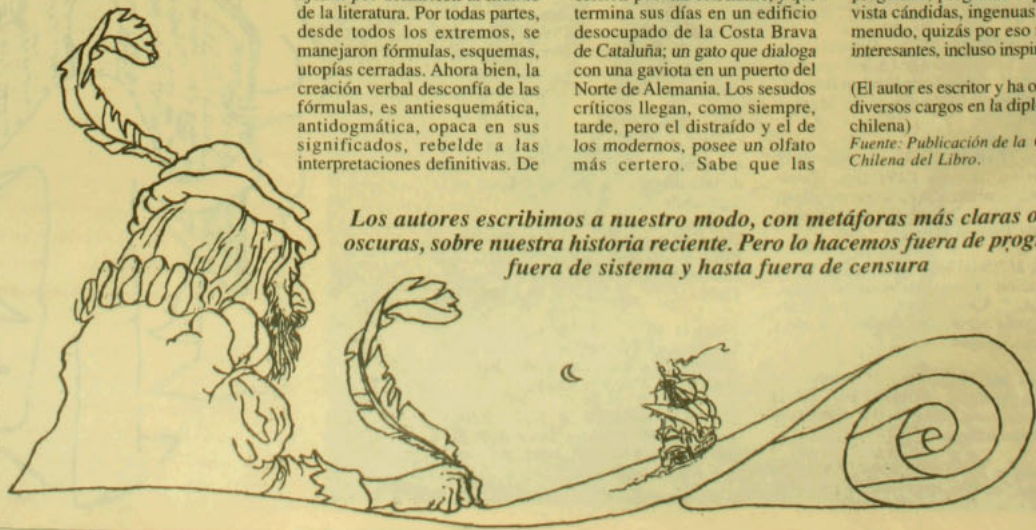 de la literatura. Por todas partes,
desde todos los extremos, se
manejaron fórmulas, esquemas,
utopías cerradas. Ahora bien, la
creación verbal desconfía de las
fórmulas, es antiesquemática,
antidogmática, opaca en sus
significados, rebelde a las
interpretaciones definitivas. De
termina sus días en un edificio
desocupado de la Costa Brava
de Cataluña; un gato que dialoga
con una gaviota en un puerto del
Norte de Alemania. Los sesudos
críticos llegan, como siempre,
tarde, pero el distraído y el de
los modernos, posee un olfato
más certero. Sabe que las
vista cándidas, ingenuas
menudo, quizás por eso
interesantes, incluso
(El autor es escritor y ha
diversos cargos en la
chilena)
Fuente: Publicación de la
Chilena del Libro.
Los autores escribimos a nuestro modo, con metáforas más claras
oscuras, sobre nuestra historia reciente. Pero lo hacemos fuera de
fuera de sistema y hasta fuera de censura